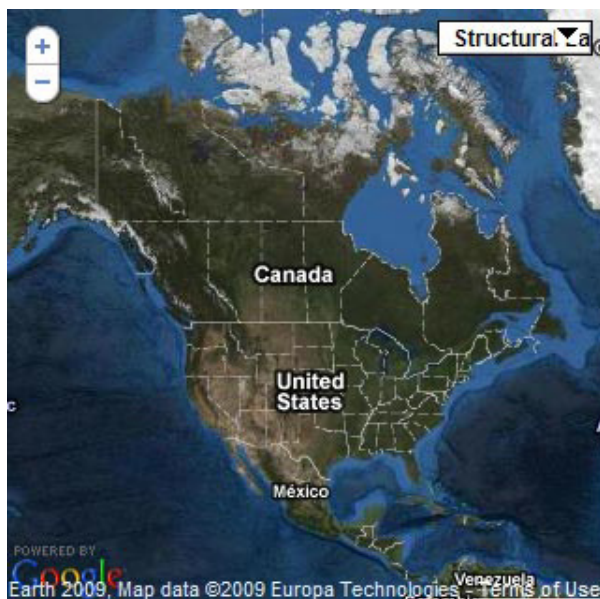 +
Structural La
−
Canada
United
States
c
México
POWERED BY
Google
Venezuela
Earth 2009, Map data ©2009 Europa Technologies - Terms of Use